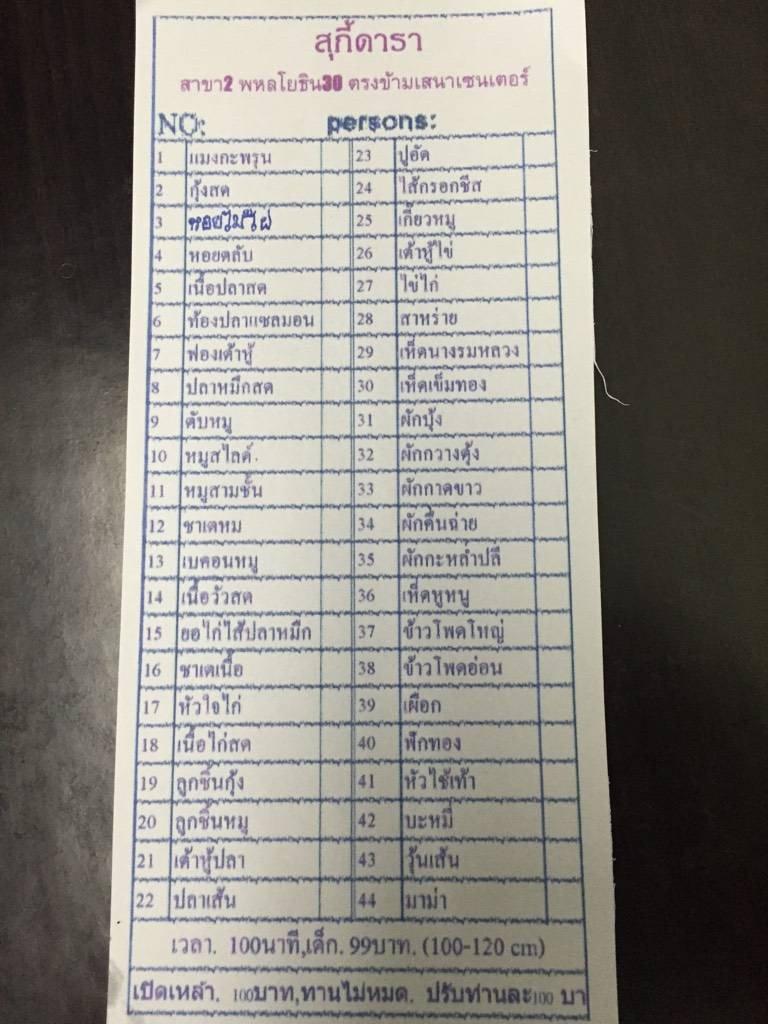 สุกี้ดารา
สาขา2 พหลโยธิน30 ตรงข้ามเสนาเซนเตอร์
NO: persons:
1 แมงกะพรุน 23 ปูอัด
2 กุ้งสด 24 ไส้กรอกชีส
3 หอยไม้ไผ่ 25 เกี๊ยวหมู
4 หอยตลับ 26 เต้าหู้ไข่
5 เนื้อปลาสด 27 ไข่ไก่
6 ท้องปลาแซลมอน 28 สาหร่าย
7 ฟองเต้าหู้ 29 เห็ดนางรมหลวง
8 ปลาหมึกสด 30 เห็ดเข็มทอง
9 ตับหมู 31 ผักบุ้ง
10 หมูสไลด์. 32 ผักกวางตุ้ง
11 หมูสามชั้น 33 ผักกาดขาว
12 ซาเตหม 34 ผักคื่นฉ่าย
13 เบคอนหมู 35 ผักกะหล่ำปลี
14 เนื้อวัวสด 36 เห็ดหูหนู
15 ยอไก่ไส้ปลาหมึก 37 ข้าวโพดใหญ่
16 ซาเตเนื้อ 38 ข้าวโพดอ่อน
17 หัวใจไก่ 39 เผือก
18 เนื้อไก่สด 40 ฟักทอง
19 ลูกชิ้นกุ้ง 41 หัวไช้เท้า
20 ลูกชิ้นหมู 42 บะหมี่
21 เต้าหู้ปลา 43 วุ้นเส้น
22 ปลาเส้น 44 มาม่า
เวลา. 100นาที,เด็ก. 99บาท. (100-120 cm)
เปิดเหล้า. 100บาท,ทานไม่หมด. ปรับท่านละ100 บา